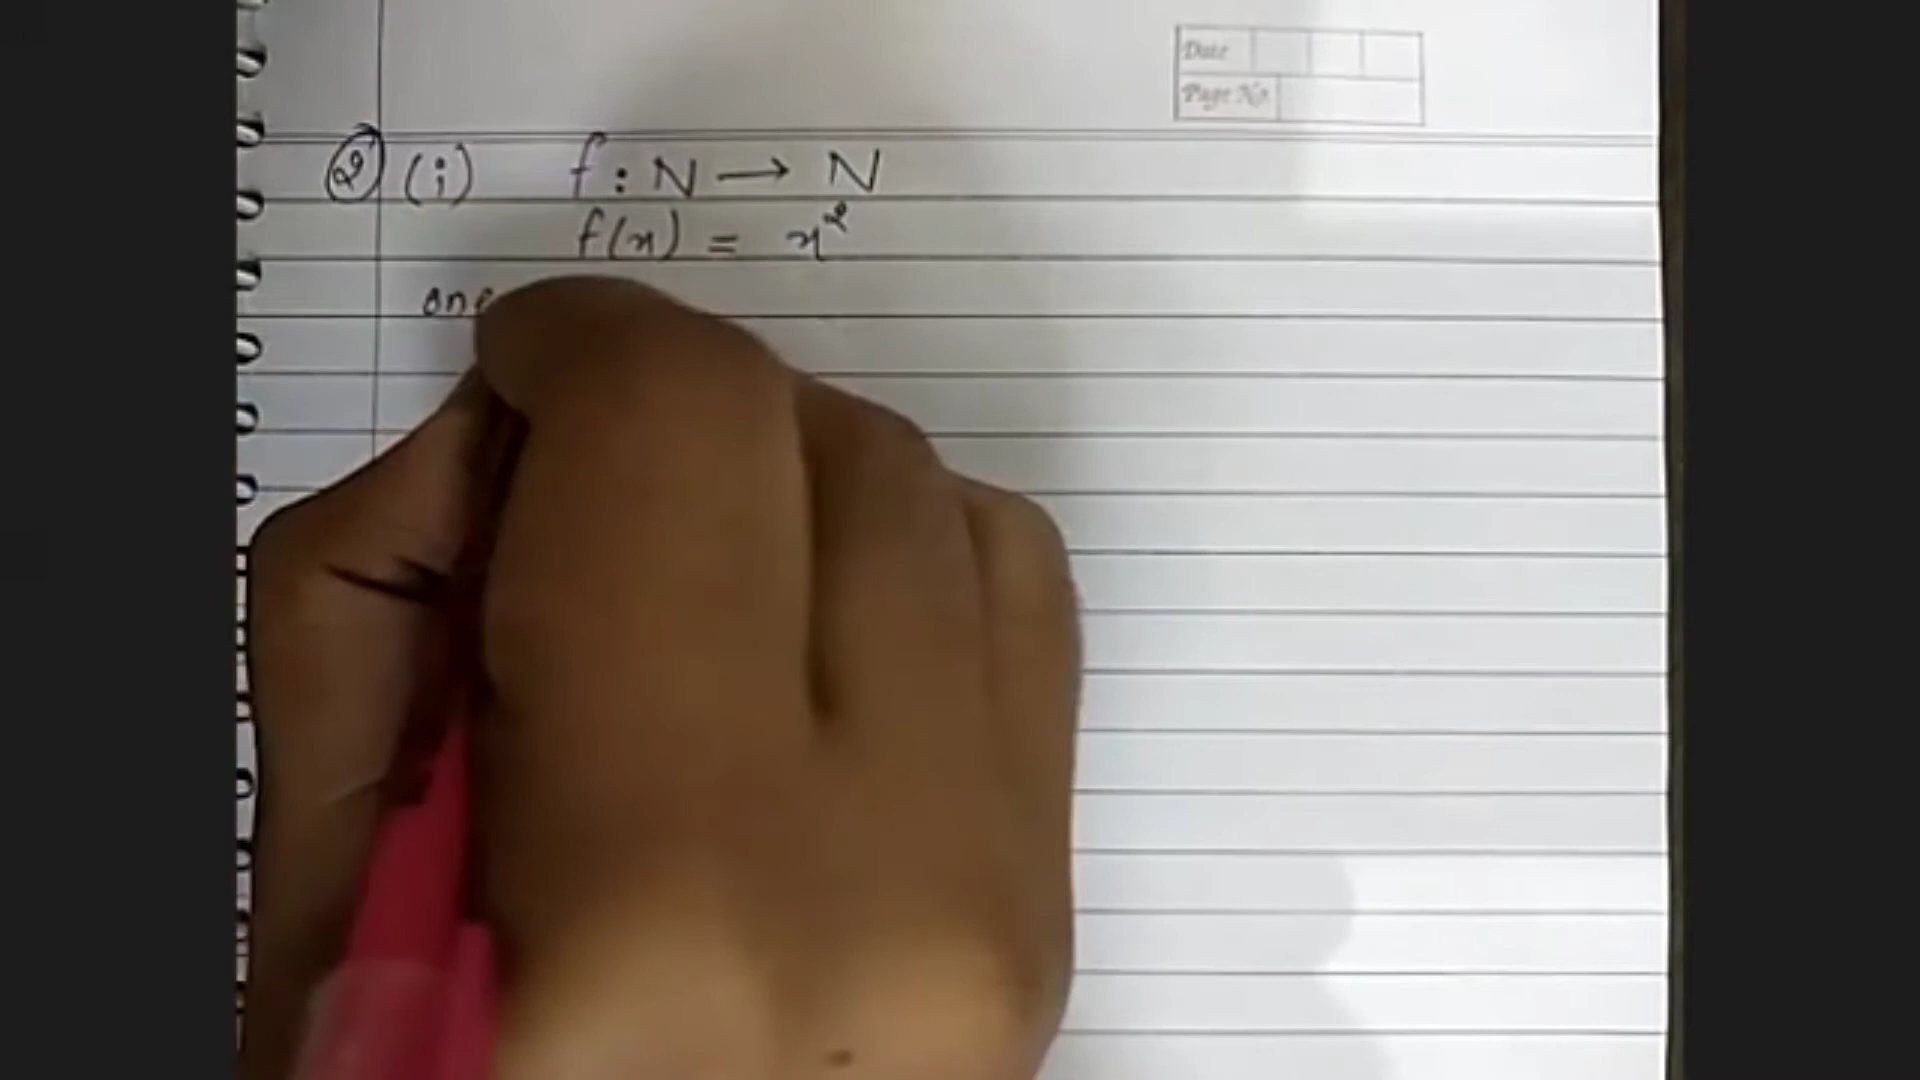 Date
Page No.
② (i) f : N → N
f(x) = x²
one